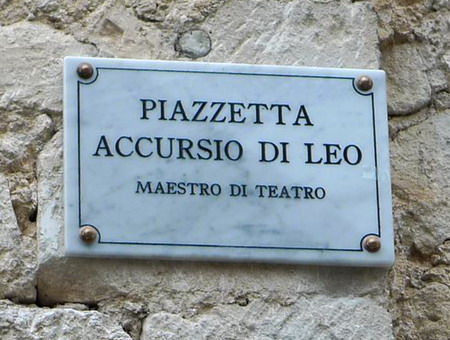 PIAZZETTA
ACCURSIO DI LEO
MAESTRO DI TEATRO